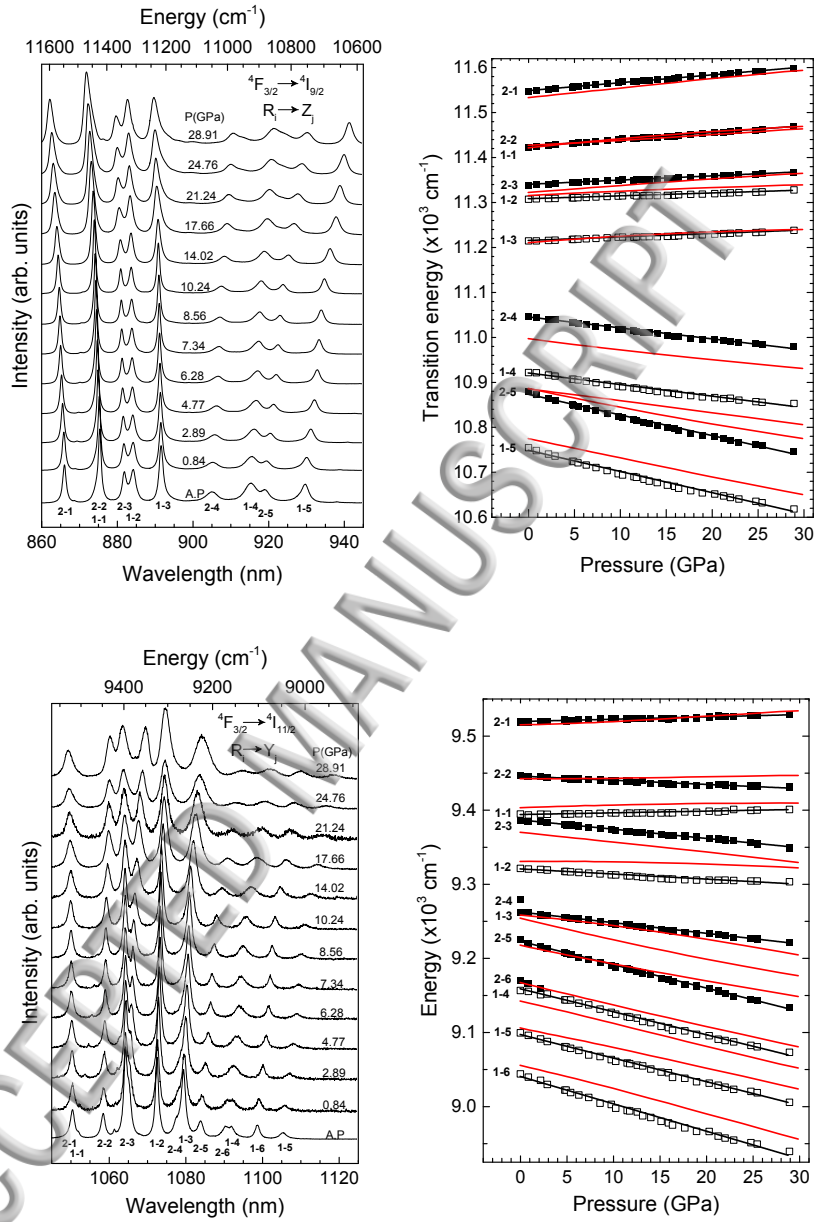 Energy (cm-1)
11600 11400 11200 11000 10800 10600
4F3/2→4I9/2
Ri→Zj
P(GPa)
28.91
24.76
21.24
17.66
14.02
10.24
8.56
7.34
6.28
4.77
2.89
0.84
A.P
2-1 2-2 2-3 1-3 2-4 1-4 1-5
1-1 1-2 2-5
860 880 900 920 940
Wavelength (nm)
Intensity (arb. units)
Transition energy (x10³ cm-1)
11.6
11.5
11.4
11.3
11.2
11.1
11.0
10.9
10.8
10.7
10.6
2-1
2-2
1-1
2-3
1-2
1-3
2-4
1-4
2-5
1-5
0 5 10 15 20 25 30
Pressure (GPa)
Energy (cm-1)
9400 9200 9000
4F3/2→4I11/2
Ri→Yj
P(GPa)
28.91
24.76
21.24
17.66
14.02
10.24
8.56
7.34
6.28
4.77
2.89
0.84
A.P
2-1 2-2 2-3 1-2 1-3 2-5 1-4 1-6 1-5
1-1 2-4 2-6
1060 1080 1100 1120
Wavelength (nm)
Intensity (arb. units)
Energy (x10³ cm-1)
9.5
9.4
9.3
9.2
9.1
9.0
2-1
2-2
1-1
2-3
1-2
2-4
1-3
2-5
2-6
1-4
1-5
1-6
0 5 10 15 20 25 30
Pressure (GPa)
ACCEPTED MANUSCRIPT